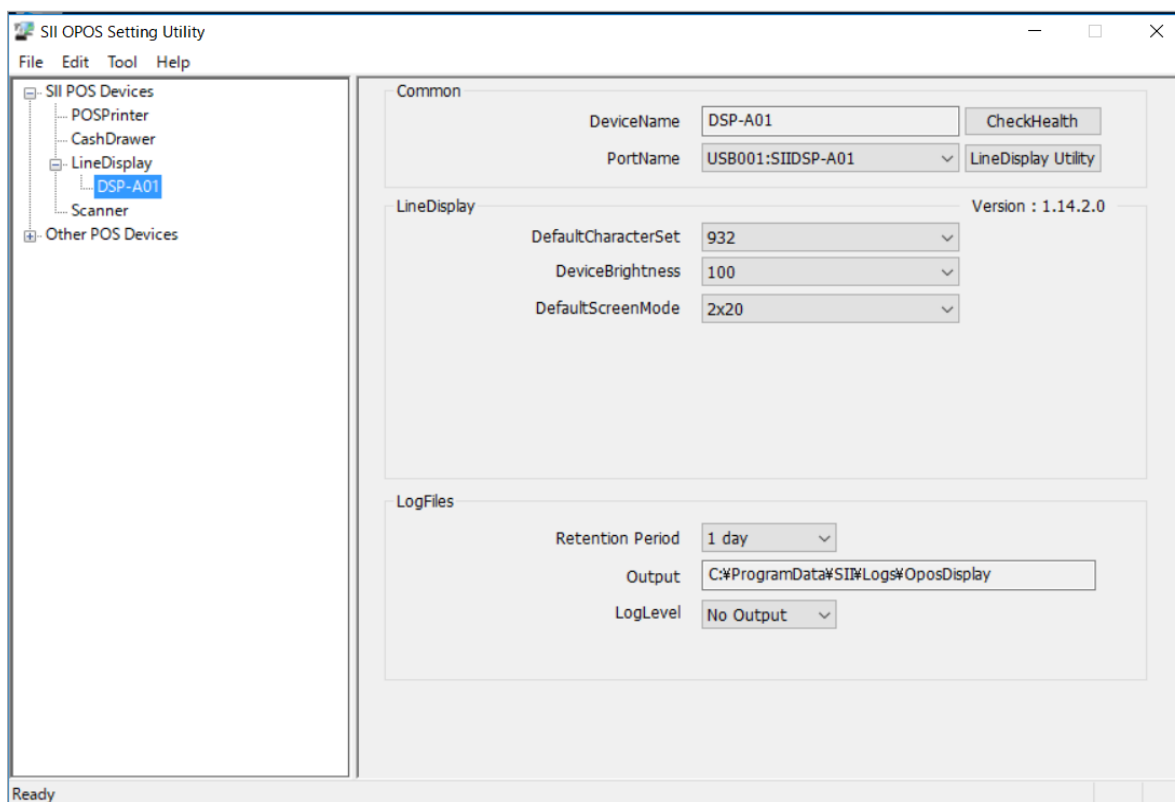 SII OPOS Setting Utility
File Edit Tool Help
SII POS Devices
POSPrinter
CashDrawer
LineDisplay
DSP-A01
Scanner
Other POS Devices
Common
DeviceName DSP-A01 CheckHealth
PortName USB001:SIIDSP-A01 LineDisplay Utility
LineDisplay Version : 1.14.2.0
DefaultCharacterSet 932
DeviceBrightness 100
DefaultScreenMode 2x20
LogFiles
Retention Period 1 day
Output C:¥ProgramData¥SII¥Logs¥OposDisplay
LogLevel No Output
Ready